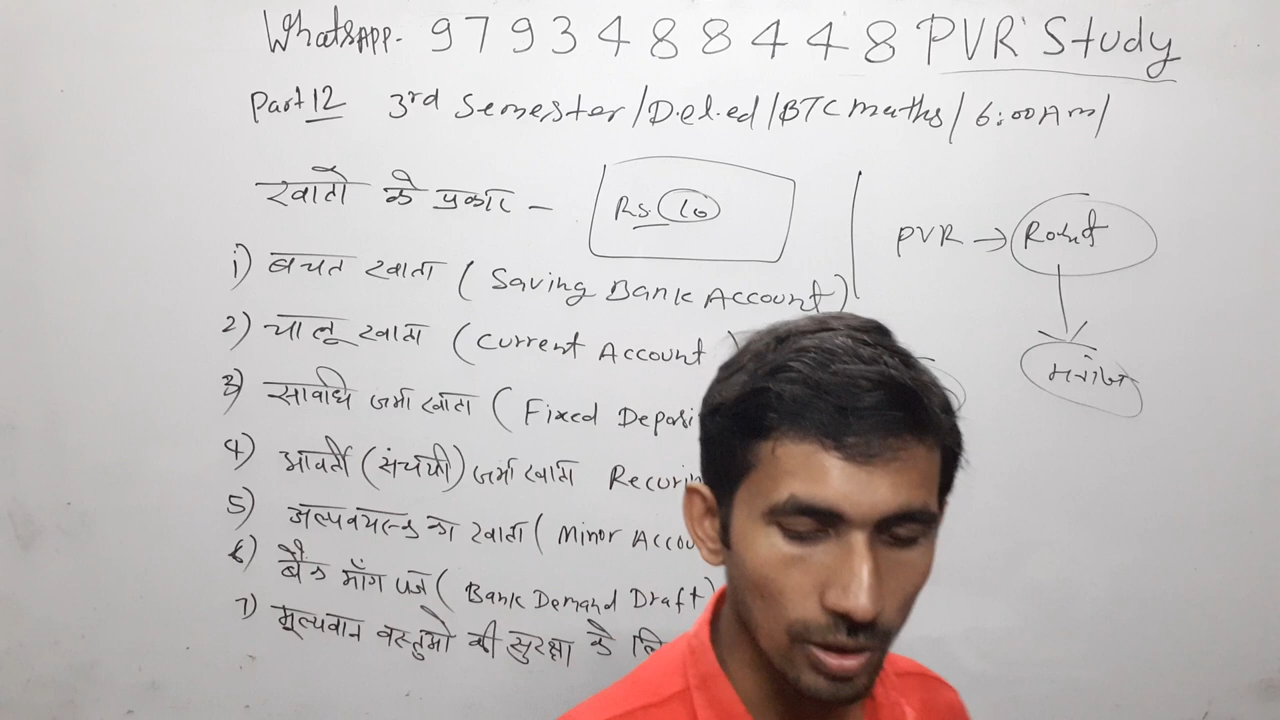 WhatsAPP. 9793488448 PVR Study
Part 12 3rd Semester/D.el.ed/BTC maths/6:00Am/
खातो के प्रकार - Rs. 10
PVR → Rohit
1) बचत खाता (Saving Bank Account)
2) चालू खाता (Current Account)
3) सावधि जमा खाता (Fixed Deposi
4) आवर्ती (संचयी) जमा खाता Recurin
5) अल्पवयस्क का खाता (Minor Accou
6) बैंक माँग पत्र (Bank Demand Draft)
7) मूल्यवान वस्तुओ की सुरक्षा के लि